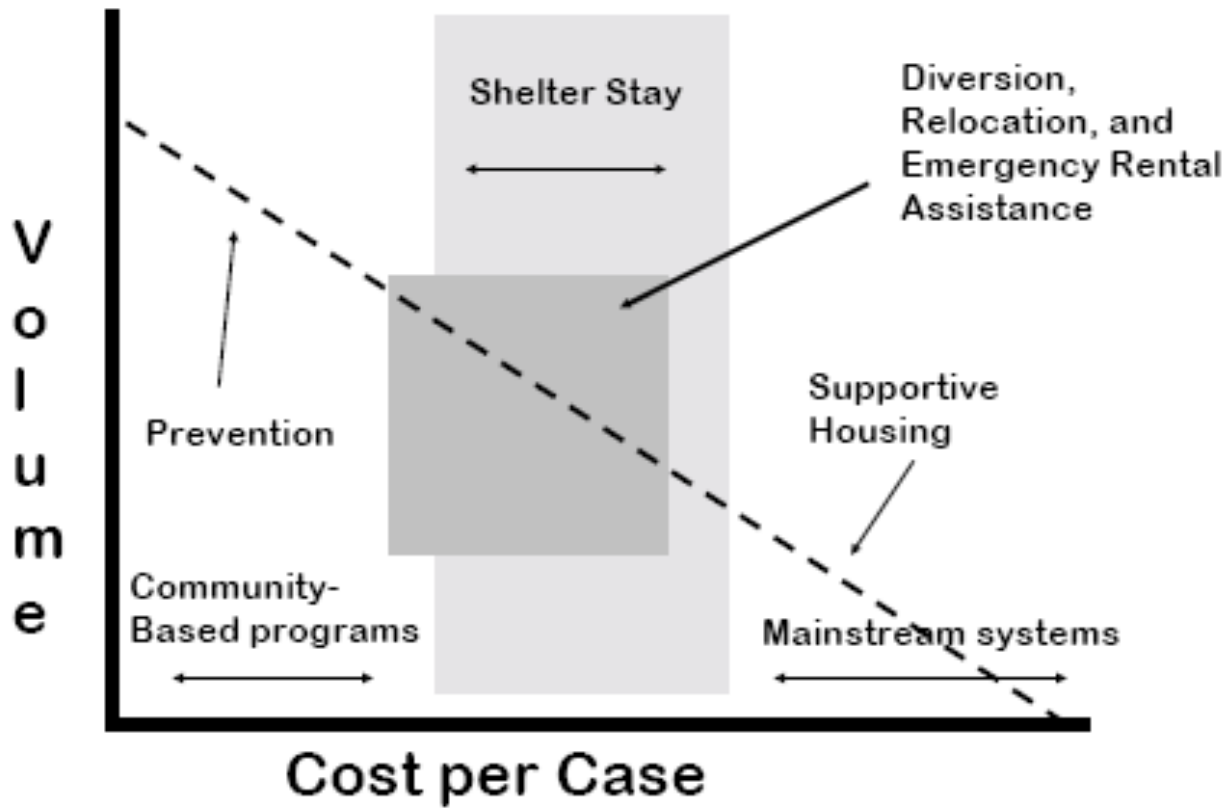 Volume
Shelter Stay
Diversion,
Relocation, and
Emergency Rental
Assistance
Prevention
Supportive
Housing
Community-
Based programs
Mainstream systems
Cost per Case